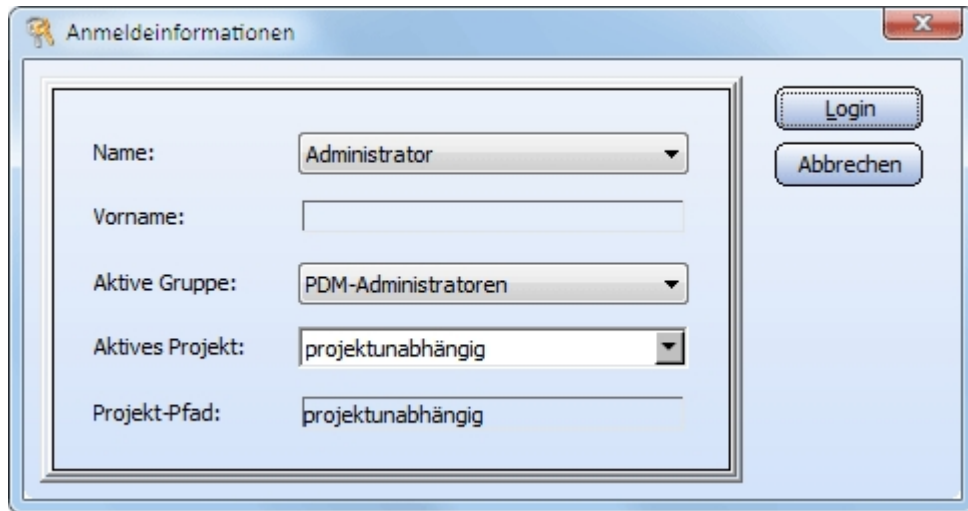 Anmeldeinformationen
Name: Administrator
Login
Abbrechen
Vorname:
Aktive Gruppe: PDM-Administratoren
Aktives Projekt: projektunabhängig
Projekt-Pfad: projektunabhängig